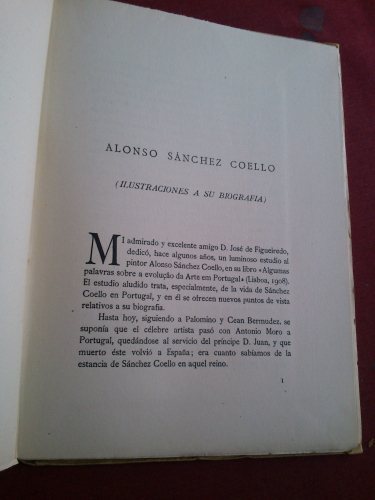 ALONSO SÁNCHEZ COELLO
(ILUSTRACIONES A SU BIOGRAFIA)
MI admirado y excelente amigo D. José de Figueiredo,
dedicó, hace algunos años, un luminoso estudio al
pintor Alonso Sánchez Coello, en su libro «Algumas
palavras sobre a evolução da Arte em Portugal» (Lisboa, 1908).
El estudio aludido trata, especialmente, de la vida de Sánchez
Coello en Portugal, y en él se ofrecen nuevos puntos de vista
relativos a su biografía.
Hasta hoy, siguiendo a Palomino y Cean Bermudez, se
suponía que el célebre artista pasó con Antonio Moro a
Portugal, quedándose al servicio del príncipe D. Juan, y que
muerto éste volvió a España; era cuanto sabiamos de la
estancia de Sánchez Coello en aquel reino.
1